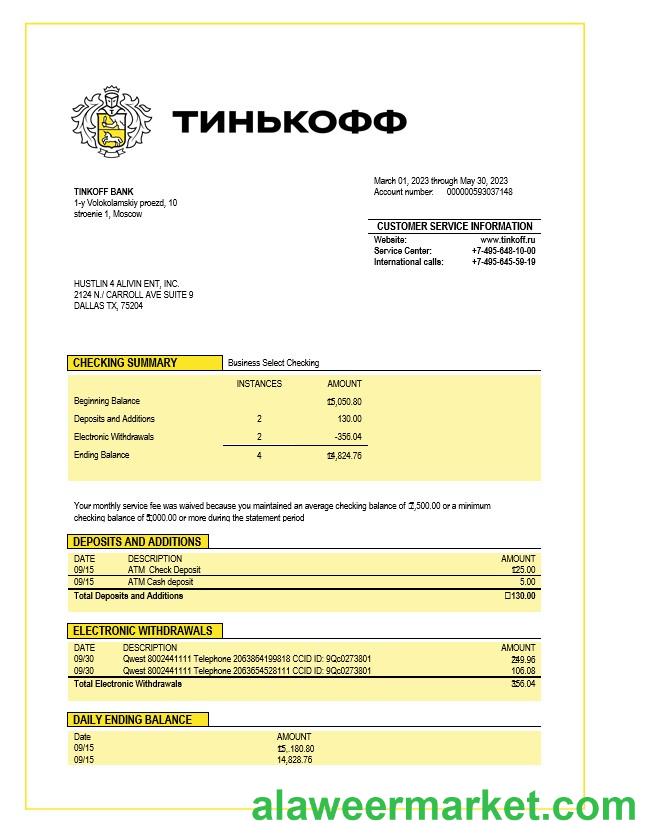 ТИНЬКОФФ
March 01, 2023 through May 30, 2023
Account number: 000000593037148
TINKOFF BANK
1-y Volokolamskiy proezd, 10
stroenie 1, Moscow
CUSTOMER SERVICE INFORMATION
Website: www.tinkoff.ru
Service Center: +7-495-648-10-00
International calls: +7-495-645-59-19
HUSTLIN 4 ALIVIN ENT, INC.
2124 N./ CARROLL AVE SUITE 9
DALLAS TX, 75204
CHECKING SUMMARY Business Select Checking
INSTANCES AMOUNT
Beginning Balance 15,050.80
Deposits and Additions 2 130.00
Electronic Withdrawals 2 -356.04
Ending Balance 4 14,824.76
Your monthly service fee was waived because you maintained an average checking balance of 7,500.00 or a minimum
checking balance of 5,000.00 or more during the statement period
DEPOSITS AND ADDITIONS
DATE DESCRIPTION AMOUNT
09/15 ATM Check Deposit 125.00
09/15 ATM Cash deposit 5.00
Total Deposits and Additions □130.00
ELECTRONIC WITHDRAWALS
DATE DESCRIPTION AMOUNT
09/30 Qwest 8002441111 Telephone 2063864199818 CCID ID: 9Qc0273801 249.96
09/30 Qwest 8002441111 Telephone 2063654528111 CCID ID: 9Qc0273801 106.08
Total Electronic Withdrawals 356.04
DAILY ENDING BALANCE
Date AMOUNT
09/15 15,.180.80
09/15 14,828.76
alaweermarket.com